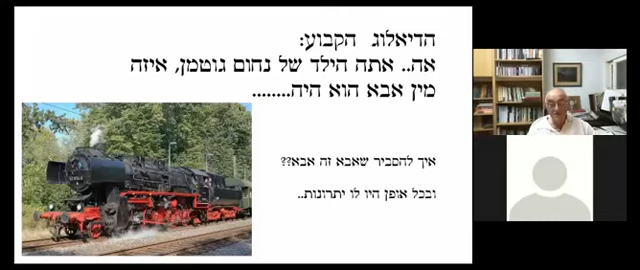 הדיאלוג הקבוע:
אה.. אתה הילד של נחום גוטמן, איזה
מין אבא הוא היה........
איך להסביר שאבא זה אבא??
ובכל אופן היו לו יתרונות..